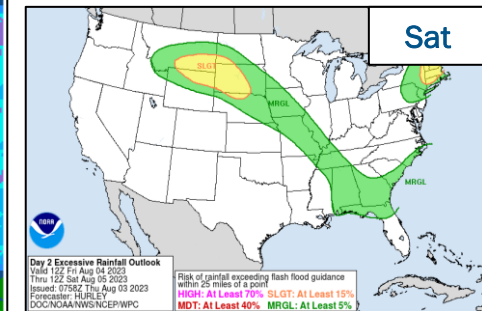 Sat
SLGT
MRGL
MRGL
NOAA
Day 2 Excessive Rainfall Outlook
Valid 12Z Fri Aug 04 2023
Thru 12Z Sat Aug 05 2023
Issued: 0758Z Thu Aug 03 2023
Forecaster: HURLEY
DOC/NOAA/NWS/NCEP/WPC
Risk of rainfall exceeding flash flood guidance
within 25 miles of a point
HIGH: At Least 70% SLGT: At Least 15%
MDT: At Least 40% MRGL: At Least 5%